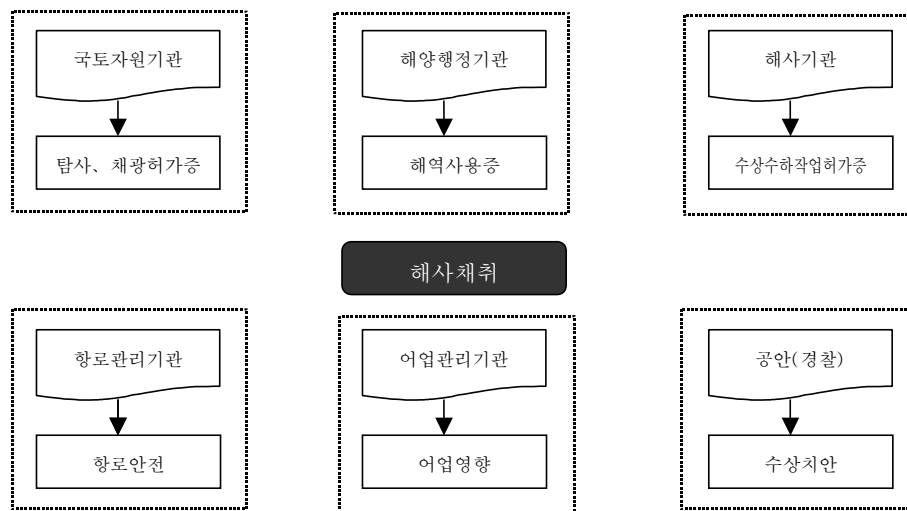 국토자원기관
해양행정기관
해사기관
탐사、채광허가증
해역사용증
수상수하작업허가증
해사채취
항로관리기관
어업관리기관
공안(경찰)
항로안전
어업영향
수상치안